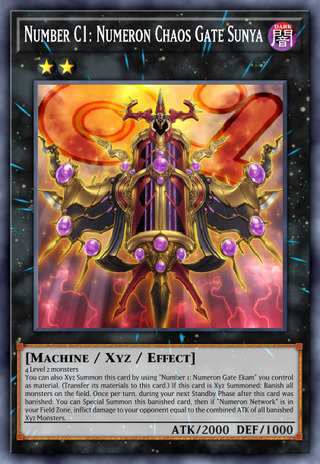 Number C1: Numeron Chaos Gate Sunya
DARK
闇
[Machine / Xyz / Effect]
4 Level 2 monsters
You can also Xyz Summon this card by using "Number 1: Numeron Gate Ekam" you control
as material. (Transfer its materials to this card.) If this card is Xyz Summoned: Banish all
monsters on the field. Once per turn, during your next Standby Phase after this card was
banished: You can Special Summon this banished card, then if "Numeron Network" is in
your Field Zone, inflict damage to your opponent equal to the combined ATK of all banished
Xyz Monsters.
ATK/2000 DEF/1000